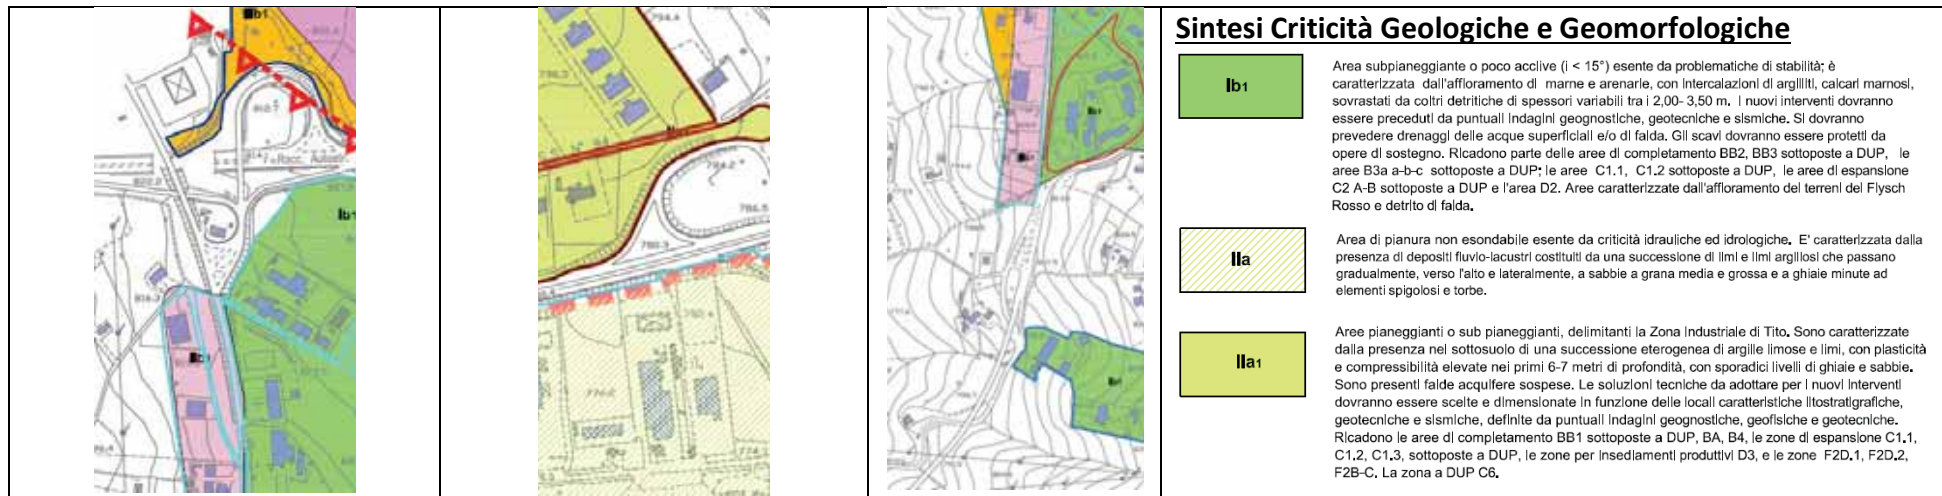 Sintesi Criticità Geologiche e Geomorfologiche
Ib1
Area subpianeggiante o poco acclive (i < 15°) esente da problematiche di stabilità; è
caratterizzata dall'affioramento di marne e arenarie, con intercalazioni di argilliti, calcari marnosi,
sovrastati da coltri detritiche di spessori variabili tra i 2,00- 3,50 m. I nuovi interventi dovranno
essere preceduti da puntuali indagini geognostiche, geotecniche e sismiche. Si dovranno
prevedere drenaggi delle acque superficiali e/o di falda. Gli scavi dovranno essere protetti da
opere di sostegno. Ricadono parte delle aree di completamento BB2, BB3 sottoposte a DUP, le
aree B3a a-b-c sottoposte a DUP; le aree C1.1, C1.2 sottoposte a DUP, le aree di espansione
C2 A-B sottoposte a DUP e l'area D2. Aree caratterizzate dall'affioramento dei terreni del Flysch
Rosso e detrito di falda.
IIa
Area di pianura non esondabile esente da criticità idrauliche ed idrologiche. E' caratterizzata dalla
presenza di depositi fluvio-lacustri costituiti da una successione di limi e limi argillosi che passano
gradualmente, verso l'alto e lateralmente, a sabbie a grana media e grossa e a ghiaie minute ad
elementi spigolosi e torbe.
IIa1
Aree pianeggianti o sub pianeggianti, delimitanti la Zona Industriale di Tito. Sono caratterizzate
dalla presenza nel sottosuolo di una successione eterogenea di argille limose e limi, con plasticità
e compressibilità elevate nei primi 6-7 metri di profondità, con sporadici livelli di ghiaie e sabbie.
Sono presenti falde acquifere sospese. Le soluzioni tecniche da adottare per i nuovi interventi
dovranno essere scelte e dimensionate in funzione delle locali caratteristiche litostratigrafiche,
geotecniche e sismiche, definite da puntuali indagini geognostiche, geofisiche e geotecniche.
Ricadono le aree di completamento BB1 sottoposte a DUP, BA, B4, le zone di espansione C1.1,
C1.2, C1.3, sottoposte a DUP, le zone per insediamenti produttivi D3, e le zone F2D.1, F2D.2,
F2B-C. La zona a DUP C6.